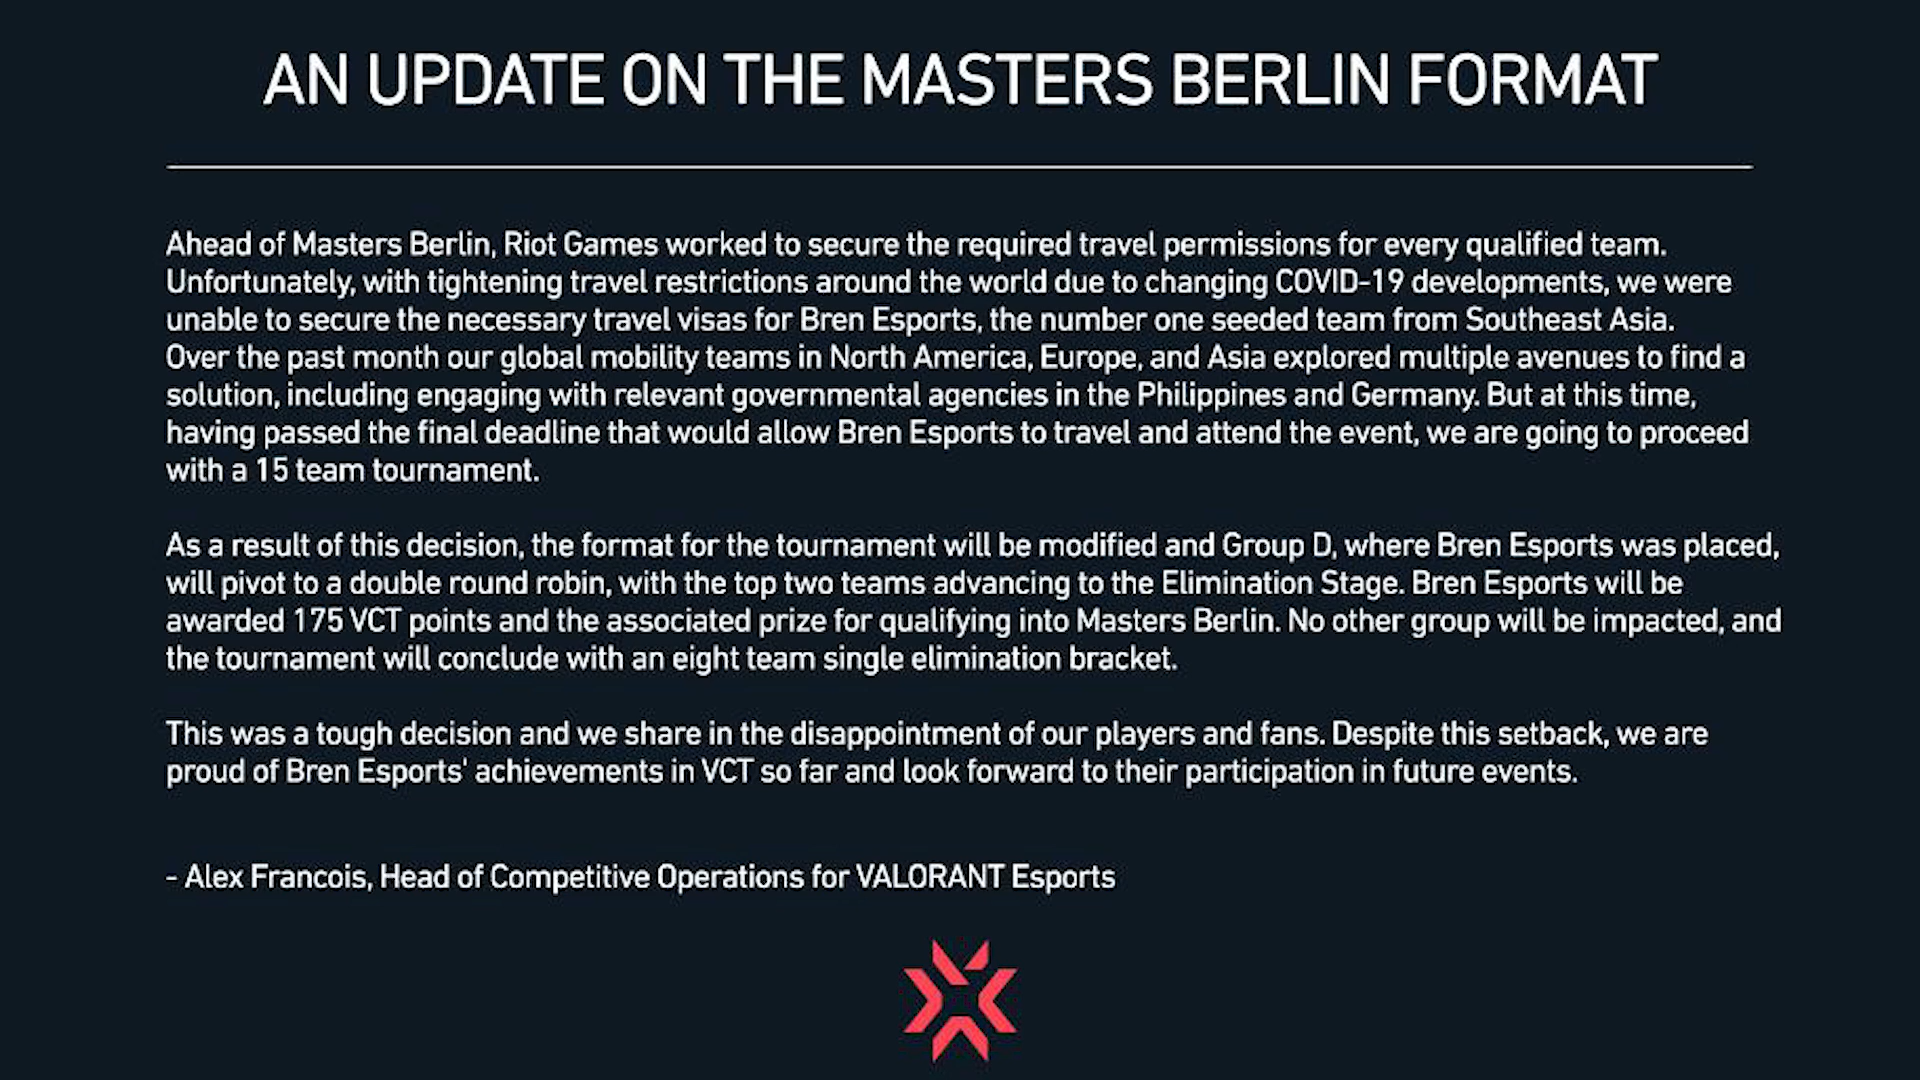 AN UPDATE ON THE MASTERS BERLIN FORMAT
Ahead of Masters Berlin, Riot Games worked to secure the required travel permissions for every qualified team.
Unfortunately, with tightening travel restrictions around the world due to changing COVID-19 developments, we were
unable to secure the necessary travel visas for Bren Esports, the number one seeded team from Southeast Asia.
Over the past month our global mobility teams in North America, Europe, and Asia explored multiple avenues to find a
solution, including engaging with relevant governmental agencies in the Philippines and Germany. But at this time,
having passed the final deadline that would allow Bren Esports to travel and attend the event, we are going to proceed
with a 15 team tournament.
As a result of this decision, the format for the tournament will be modified and Group D, where Bren Esports was placed,
will pivot to a double round robin, with the top two teams advancing to the Elimination Stage. Bren Esports will be
awarded 175 VCT points and the associated prize for qualifying into Masters Berlin. No other group will be impacted, and
the tournament will conclude with an eight team single elimination bracket.
This was a tough decision and we share in the disappointment of our players and fans. Despite this setback, we are
proud of Bren Esports' achievements in VCT so far and look forward to their participation in future events.
- Alex Francois, Head of Competitive Operations for VALORANT Esports